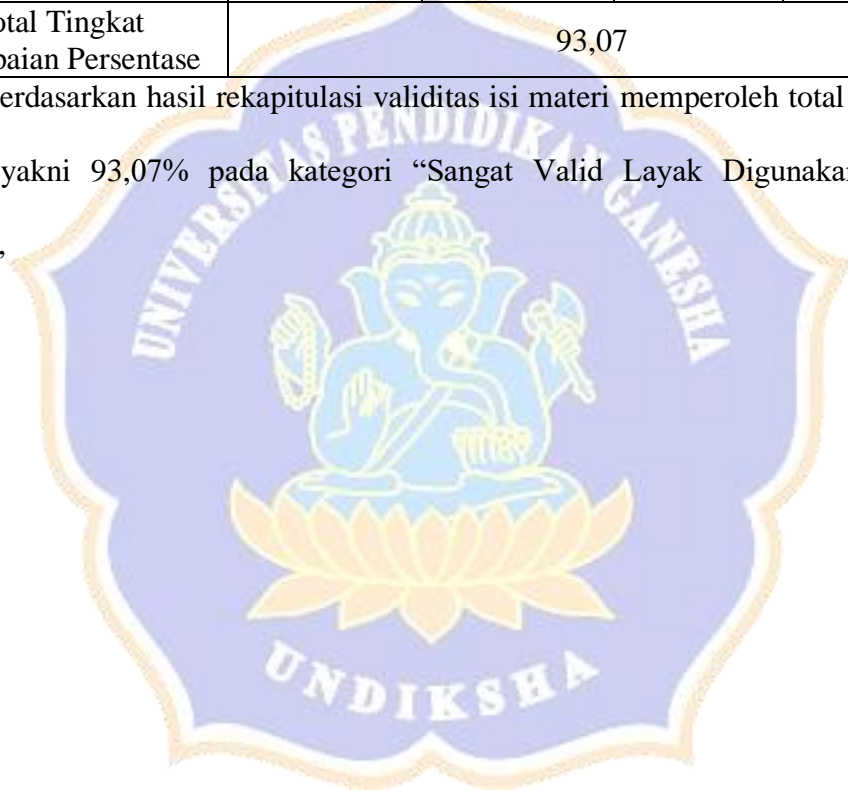 otal Tingkat
paian Persentase
93,07
erdasarkan hasil rekapitulasi validitas isi materi memperoleh total
yakni 93,07% pada kategori “Sangat Valid Layak Digunakan
”
UNIVERSITAS PENDIDIKAN GANESHA
UNDIKSHA